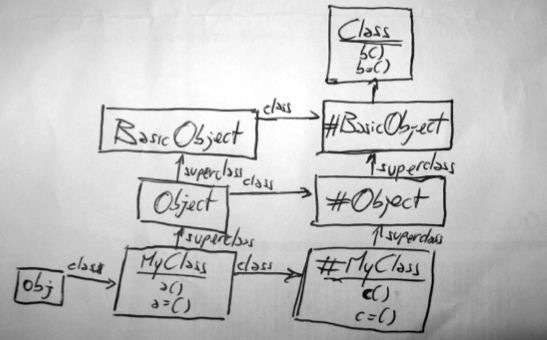 Class
b()
b=()
BasicObject
class
#BasicObject
superclass
superclass
Object
class
#Object
superclass
superclass
obj
class
MyClass
a()
a=()
class
#MyClass
c()
c=()